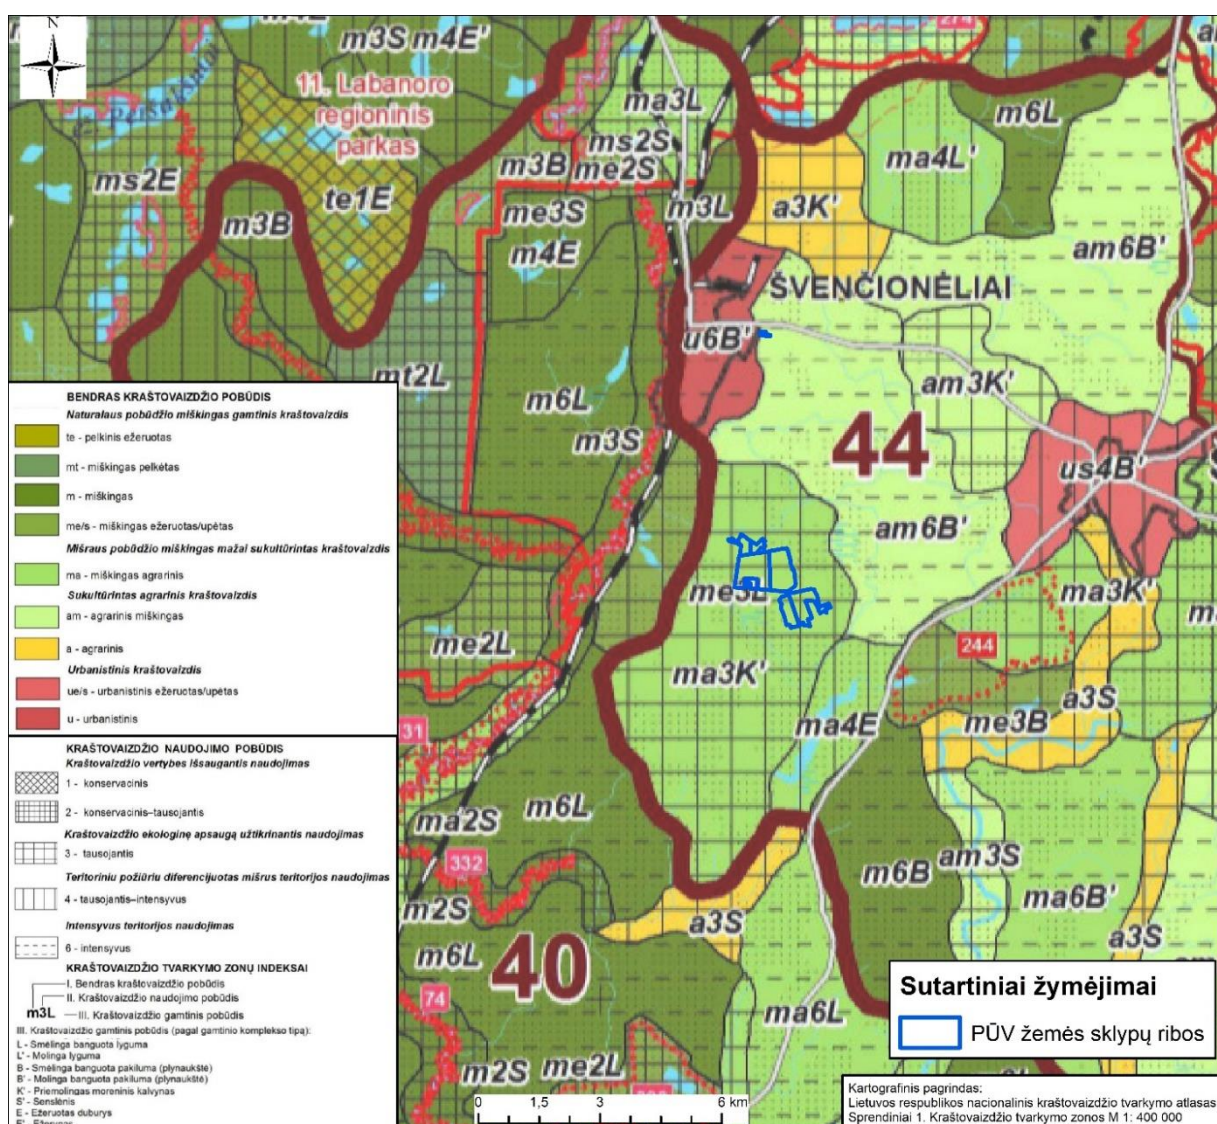 N
m4E
m3S m4E'
274
11. Labanoro
regioninis
parkas
ma3L
m6L
ms2S
ma4L'
m3B
me2S
ms2E
te1E
me3S
m3L
a3K'
m3B
m4E
am6B'
ŠVENČIONĖLIAI
u6B'
mt2L
am3K'
m6L
m3S
44
us4B'
am6B'
me3L
ma3K'
me2L
244
ma3K'
a3S
31
ma4E
me3B
m6L
ma2S
332
m6B
am3S
ma6B'
m2S
a3S
a3S
m6L
40
74
ma6L
m2S
me2L
BENDRAS KRAŠTOVAIZDŽIO POBŪDIS
Natūralaus pobūdžio miškingas gamtinis kraštovaizdis
te - pelkinis ežeruotas
mt - miškingas pelkėtas
m - miškingas
me/s - miškingas ežeruotas/upėtas
Mišraus pobūdžio miškingas mažai sukultūrintas kraštovaizdis
ma - miškingas agrarinis
Sukultūrintas agrarinis kraštovaizdis
am - agrarinis miškingas
a - agrarinis
Urbanistinis kraštovaizdis
ue/s - urbanistinis ežeruotas/upėtas
u - urbanistinis
KRAŠTOVAIZDŽIO NAUDOJIMO POBŪDIS
Kraštovaizdžio vertybes išsaugantis naudojimas
1 - konservacinis
2 - konservacinis–tausojantis
Kraštovaizdžio ekologinę apsaugą užtikrinantis naudojimas
3 - tausojantis
Teritoriniu požiūriu diferencijuotas mišrus teritorijos naudojimas
4 - tausojantis–intensyvus
Intensyvus teritorijos naudojimas
6 - intensyvus
KRAŠTOVAIZDŽIO TVARKYMO ZONŲ INDEKSAI
I. Bendras kraštovaizdžio pobūdis
II. Kraštovaizdžio naudojimo pobūdis
m3L III. Kraštovaizdžio gamtinis pobūdis
III. Kraštovaizdžio gamtinis pobūdis (pagal gamtinio komplekso tipą):
L - Smėlinga banguota lyguma
L' - Molinga lyguma
B - Smėlinga banguota pakiluma (plynaukštė)
B' - Molinga banguota pakiluma (plynaukštė)
K' - Priemolingas moreninis kalvynas
S' - Senslėnis
E - Ežeruotas duburys
Sutartiniai žymėjimai
PŪV žemės sklypų ribos
0 1,5 3 6 km
Kartografinis pagrindas:
Lietuvos respublikos nacionalinis kraštovaizdžio tvarkymo atlasas
Sprendiniai 1. Kraštovaizdžio tvarkymo zonos M 1: 400 000